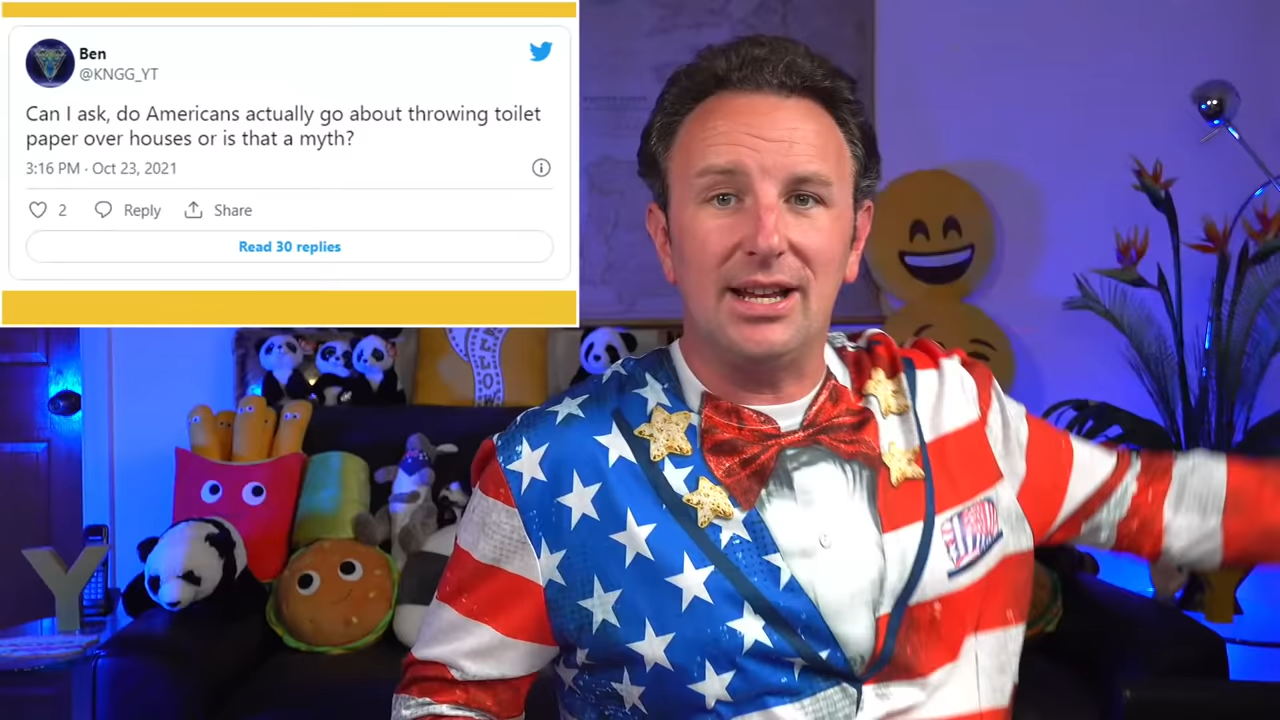 Ben
@KNGG_YT
Can I ask, do Americans actually go about throwing toilet
paper over houses or is that a myth?
3:16 PM · Oct 23, 2021
2 Reply Share
Read 30 replies
Y